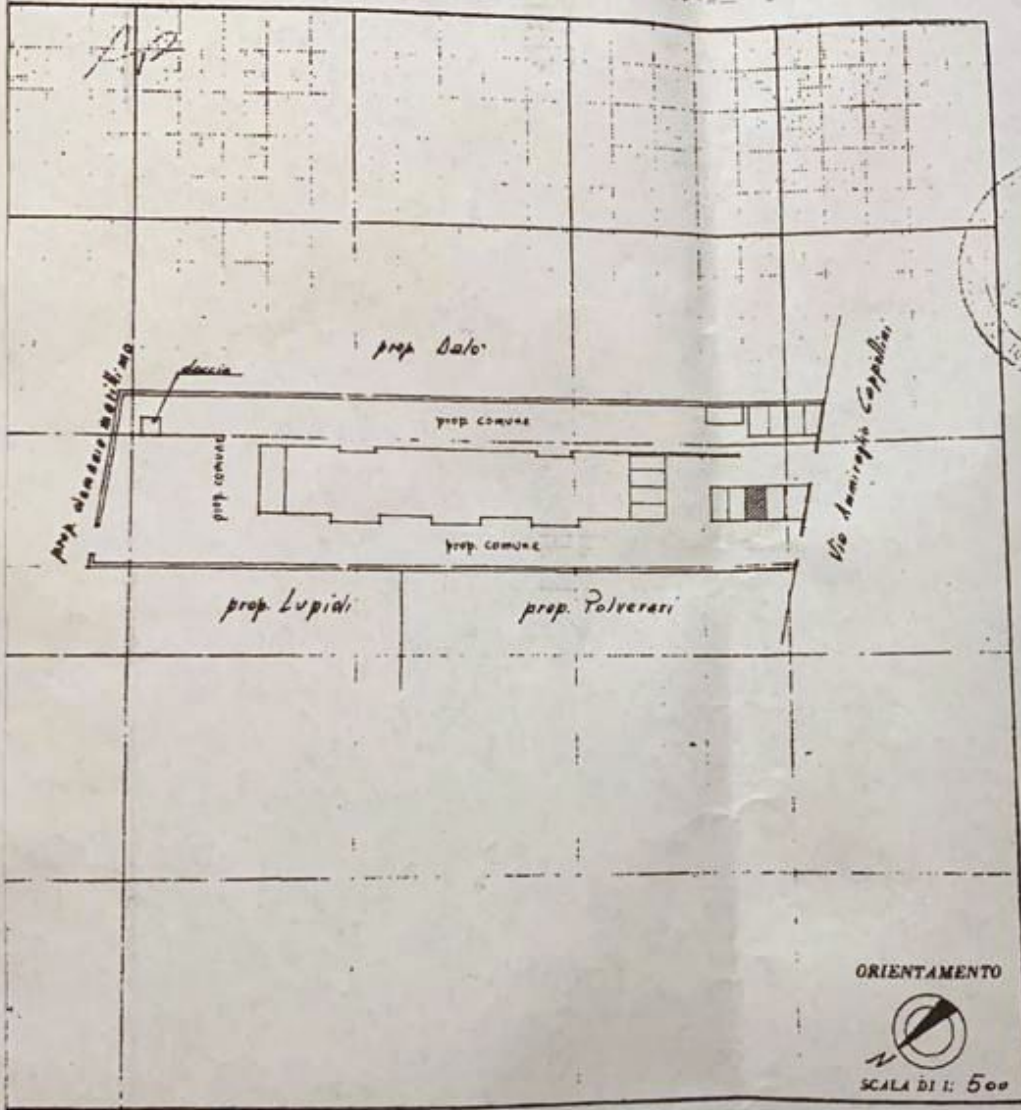 prop. Dalo'
prop. demanio marittimo
doccia
prop. comune
Via Ammiraglio Cappellini
prop. comune
prop. comune
prop. Lupidi
prop. Polverari
ORIENTAMENTO
N
SCALA DI 1: 500